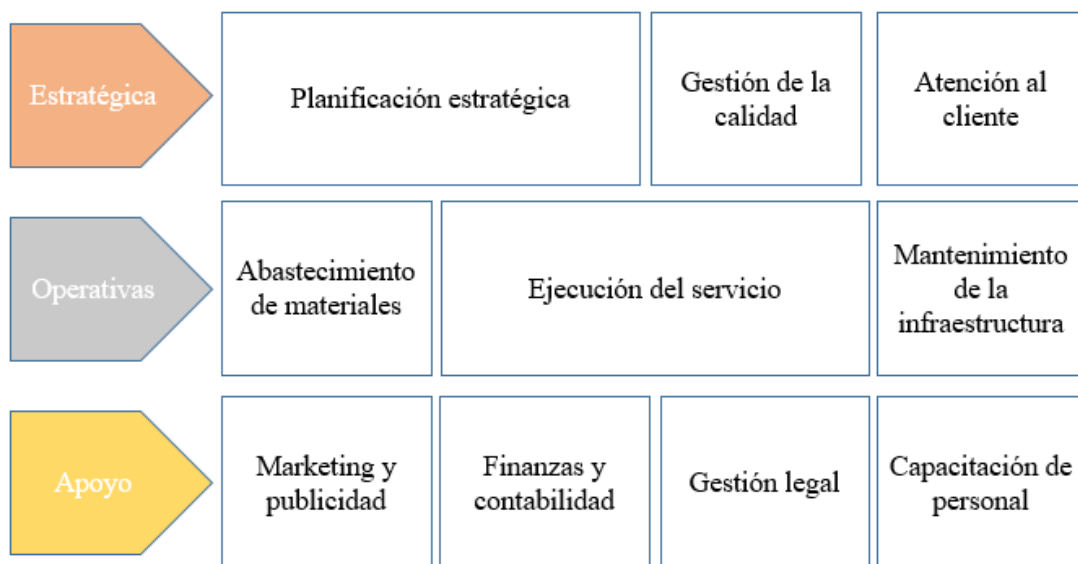 Estratégica
Planificación estratégica
Gestión de la
calidad
Atención al
cliente
Operativas
Abastecimiento
de materiales
Ejecución del servicio
Mantenimiento
de la
infraestructura
Apoyo
Marketing y
publicidad
Finanzas y
contabilidad
Gestión legal
Capacitación de
personal